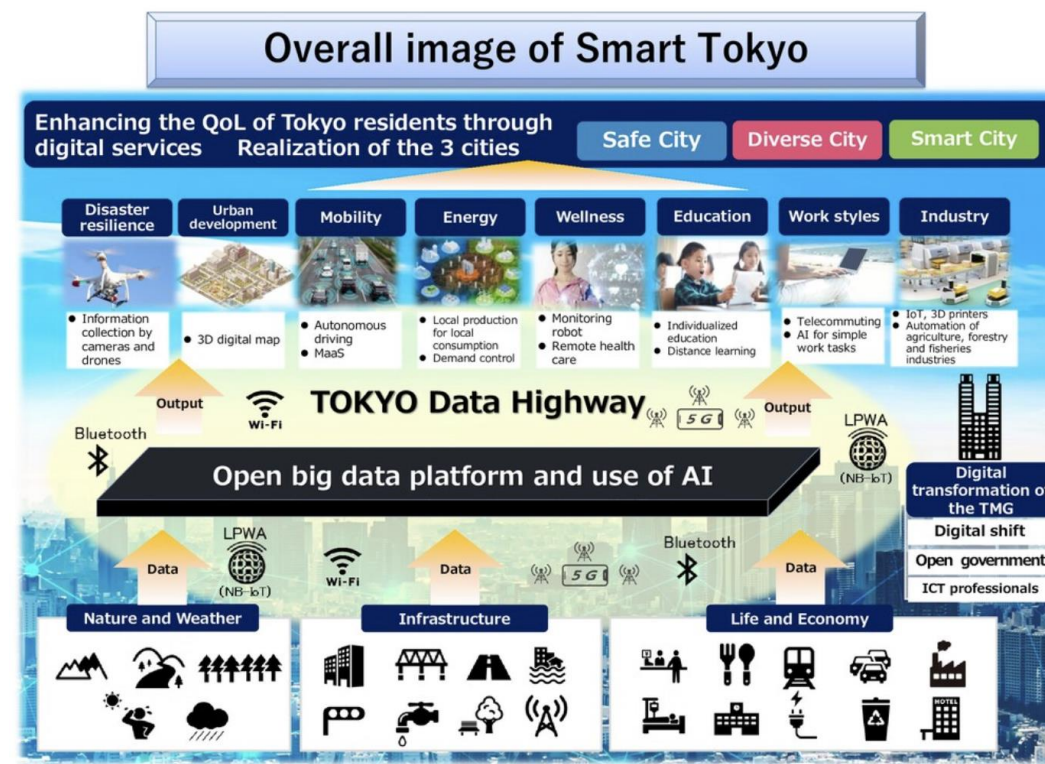 Overall image of Smart Tokyo
Enhancing the QoL of Tokyo residents through
digital services Realization of the 3 cities
Safe City
Diverse City
Smart City
Disaster
resilience
Urban
development
Mobility
Energy
Wellness
Education
Work styles
Industry
• Information
collection by
cameras and
drones
• 3D digital map
• Autonomous
driving
• MaaS
• Local production
for local
consumption
• Demand control
• Monitoring
robot
• Remote health
care
• Individualized
education
• Distance learning
• Telecommuting
• AI for simple
work tasks
• IoT, 3D printers
• Automation of
agriculture, forestry
and fisheries
industries
Output
Wi-Fi
TOKYO Data Highway
5G
Output
Bluetooth
LPWA
(NB-IoT)
Open big data platform and use of AI
Digital
transformation of
the TMG
Digital shift
Open government
ICT professionals
Data
LPWA
(NB-IoT)
Wi-Fi
Data
5G
Bluetooth
Data
Nature and Weather
Infrastructure
Life and Economy
HOTEL